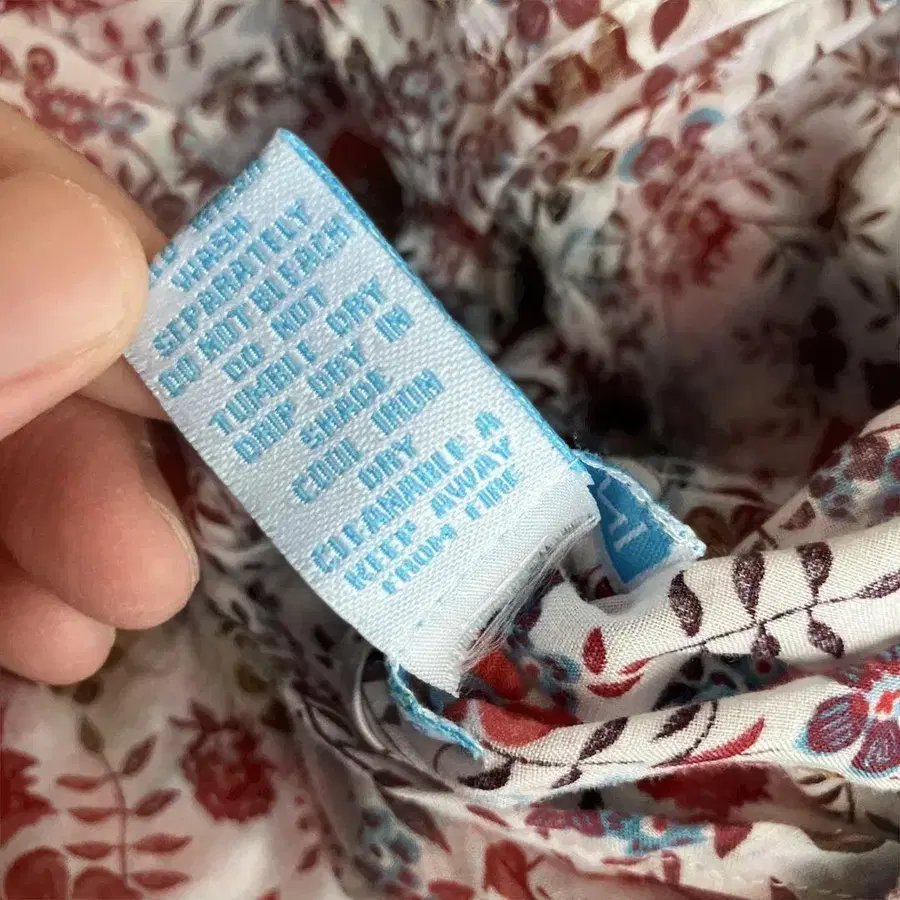 WASH
SEPARATELY
DO NOT BLEACH
DO NOT
TUMBLE DRY
DRIP DRY IN
SHADE
COOL IRON
DRY
CLEANABLE A
KEEP AWAY
FROM FIRE